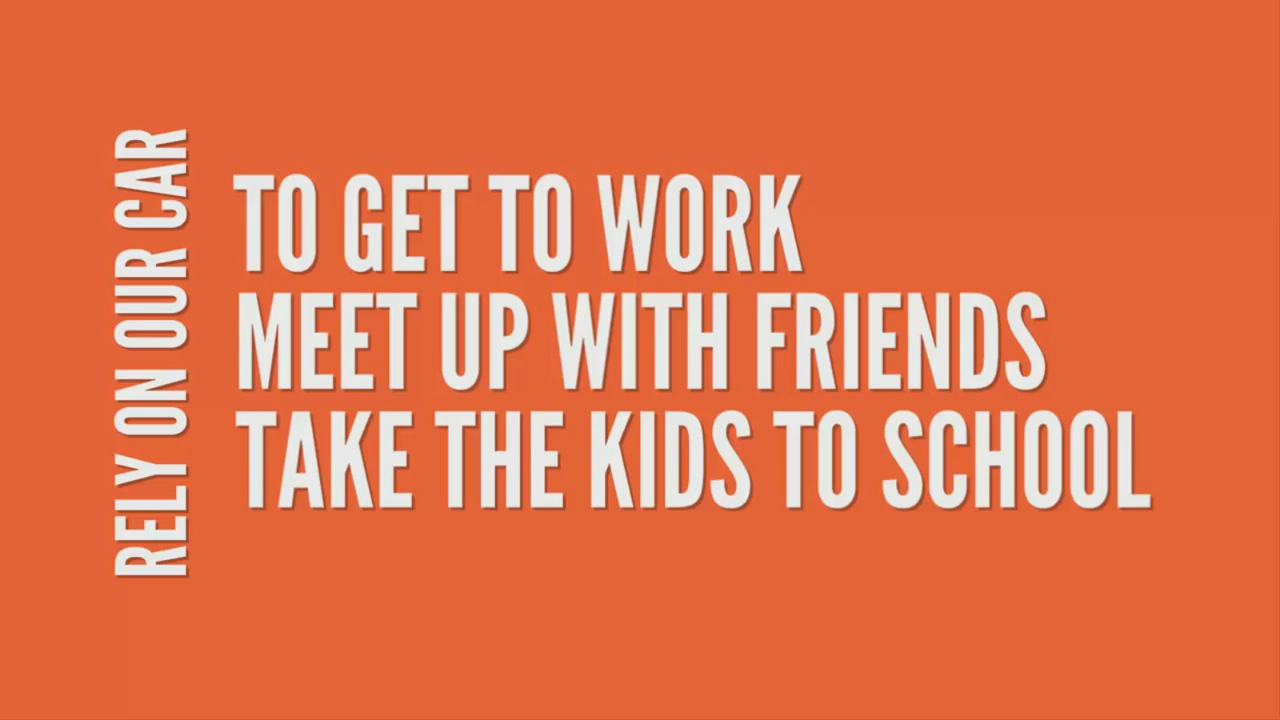 RELY ON OUR CAR
TO GET TO WORK
MEET UP WITH FRIENDS
TAKE THE KIDS TO SCHOOL